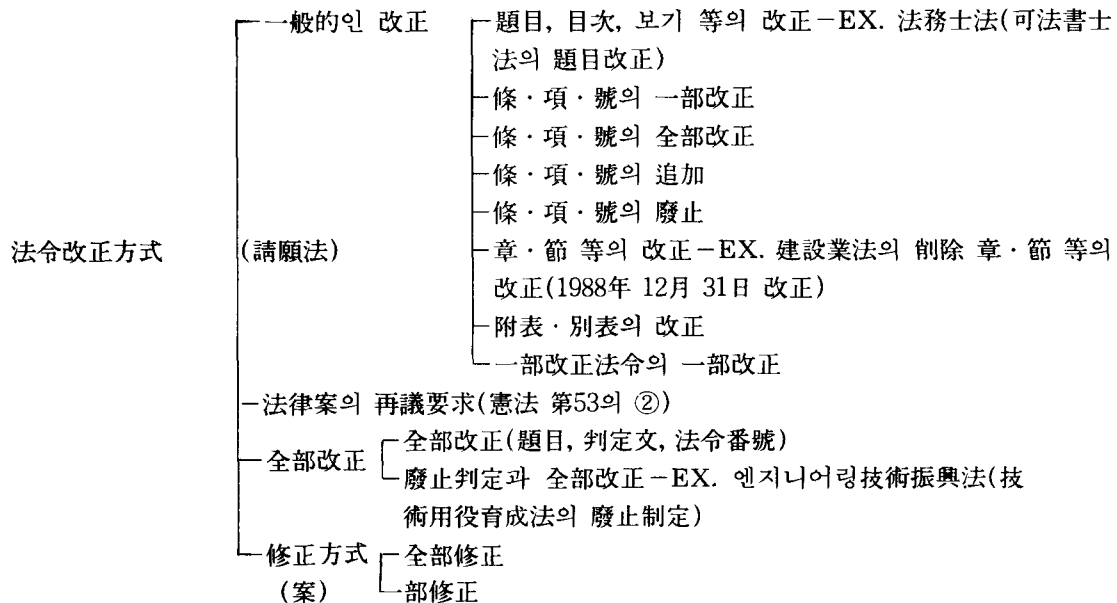 一般的인 改正
題目, 目次, 보기 等의 改正－EX. 法務士法(可法書士
法의 題目改正)
條·項·號의 一部改正
條·項·號의 全部改正
條·項·號의 追加
條·項·號의 廢止
法令改正方式 (請願法)
章·節 等의 改正－EX. 建設業法의 削除 章·節 等의
改正(1988年 12月 31日 改正)
附表·別表의 改正
一部改正法令의 一部改正
法律案의 再議要求(憲法 第53의 ②)
全部改正
全部改正(題目, 判定文, 法令番號)
廢止判定과 全部改正－EX. 엔지니어링技術振興法(技
術用役育成法의 廢止制定)
修正方式
(案)
全部修正
部修正